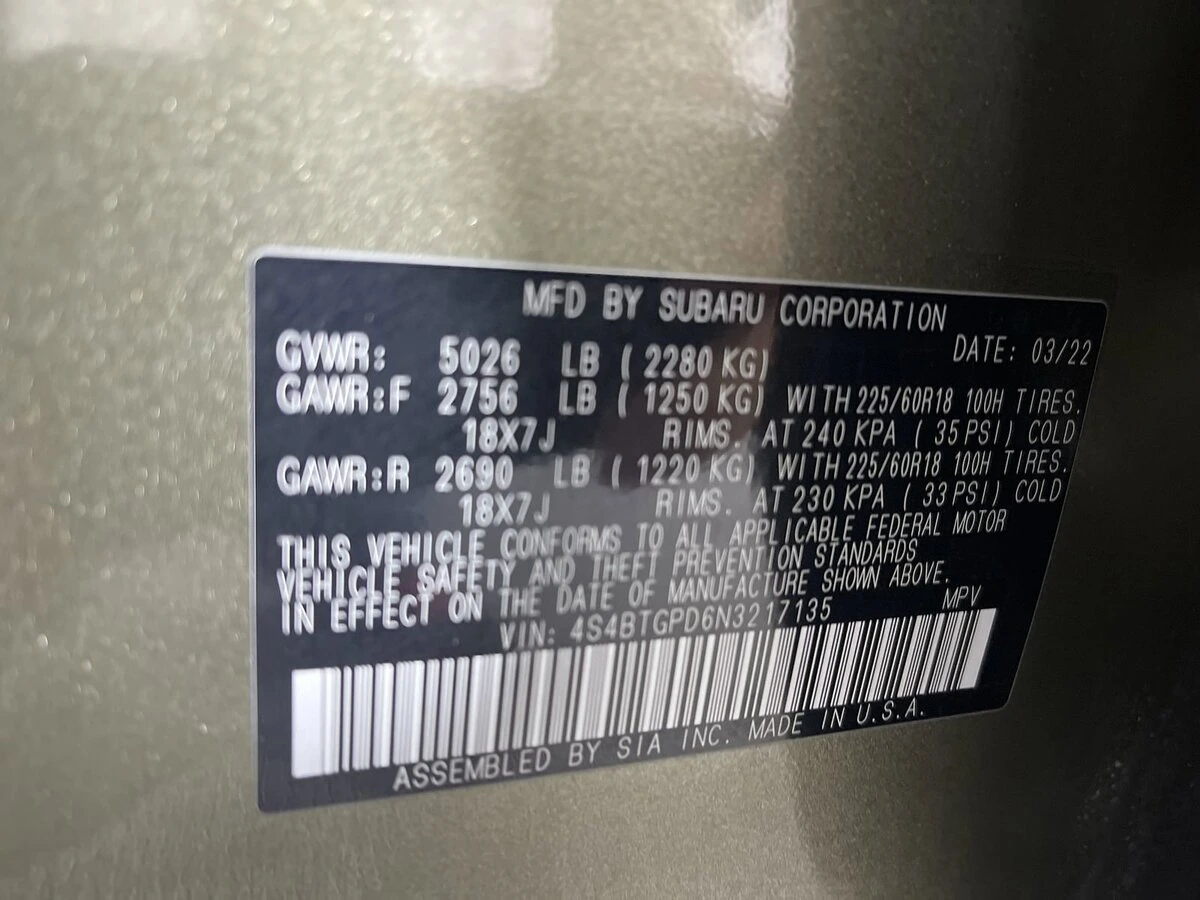 MFD BY SUBARU CORPORATION
DATE: 03/22
GVWR: 5026 LB ( 2280 KG)
GAWR:F 2756 LB ( 1250 KG) WITH 225/60R18 100H TIRES.
18X7J RIMS. AT 240 KPA ( 35 PSI) COLD
GAWR:R 2690 LB ( 1220 KG) WITH 225/60R18 100H TIRES.
18X7J RIMS. AT 230 KPA ( 33 PSI) COLD
THIS VEHICLE CONFORMS TO ALL APPLICABLE FEDERAL MOTOR
VEHICLE SAFETY AND THEFT PREVENTION STANDARDS
IN EFFECT ON THE DATE OF MANUFACTURE SHOWN ABOVE.
VIN: 4S4BTGPD6N3217135 MPV
ASSEMBLED BY SIA INC. MADE IN U.S.A.